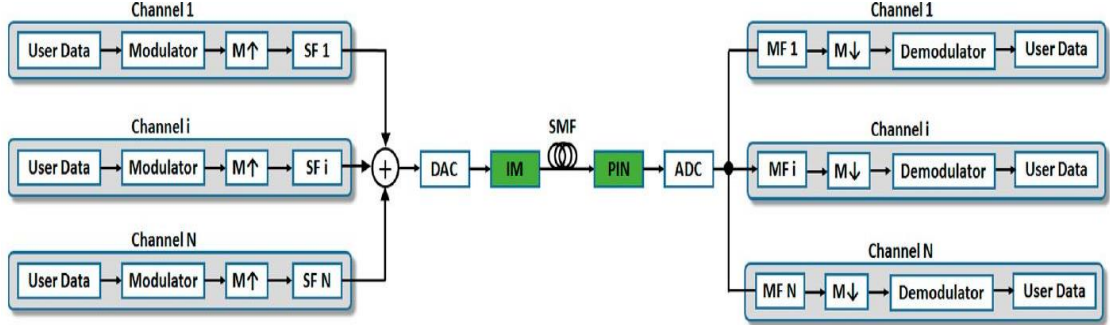 Channel 1
User Data Modulator M↑ SF 1
Channel i
User Data Modulator M↑ SF i
Channel N
User Data Modulator M↑ SF N
+
DAC IM SMF PIN ADC
Channel 1
MF 1 M↓ Demodulator User Data
Channel i
MF i M↓ Demodulator User Data
Channel N
MF N M↓ Demodulator User Data